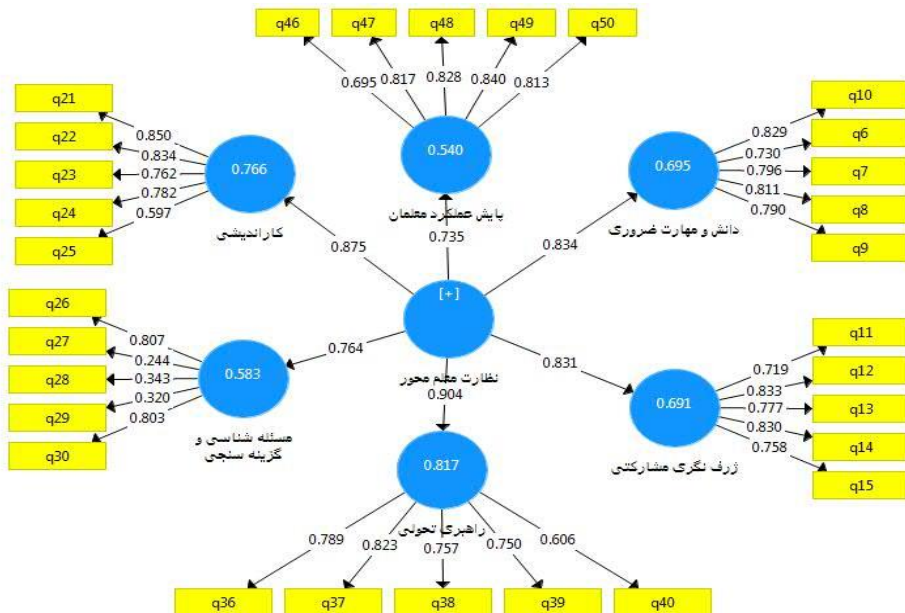 q46 q47 q48 q49 q50
0.695 0.817 0.828 0.840 0.813
0.540
پایش عملکرد معلمان
0.735
q21
q22
q23
q24
q25
0.850
0.834
0.762
0.782
0.597
0.766
کاراندیشی
0.875
q10
q6
q7
q8
q9
0.829
0.730
0.796
0.811
0.790
0.695
دانش و مهارت ضروری
0.834
[+]
نظارت معلم محور
q26
q27
q28
q29
q30
0.807
0.244
0.343
0.320
0.803
0.583
مسئله شناسی و
گزینه سنجی
0.764
q11
q12
q13
q14
q15
0.719
0.833
0.777
0.830
0.758
0.691
ژرف نگری مشارکتی
0.831
0.904
0.817
راهبری تحولی
0.789 0.823 0.757 0.750 0.606
q36 q37 q38 q39 q40